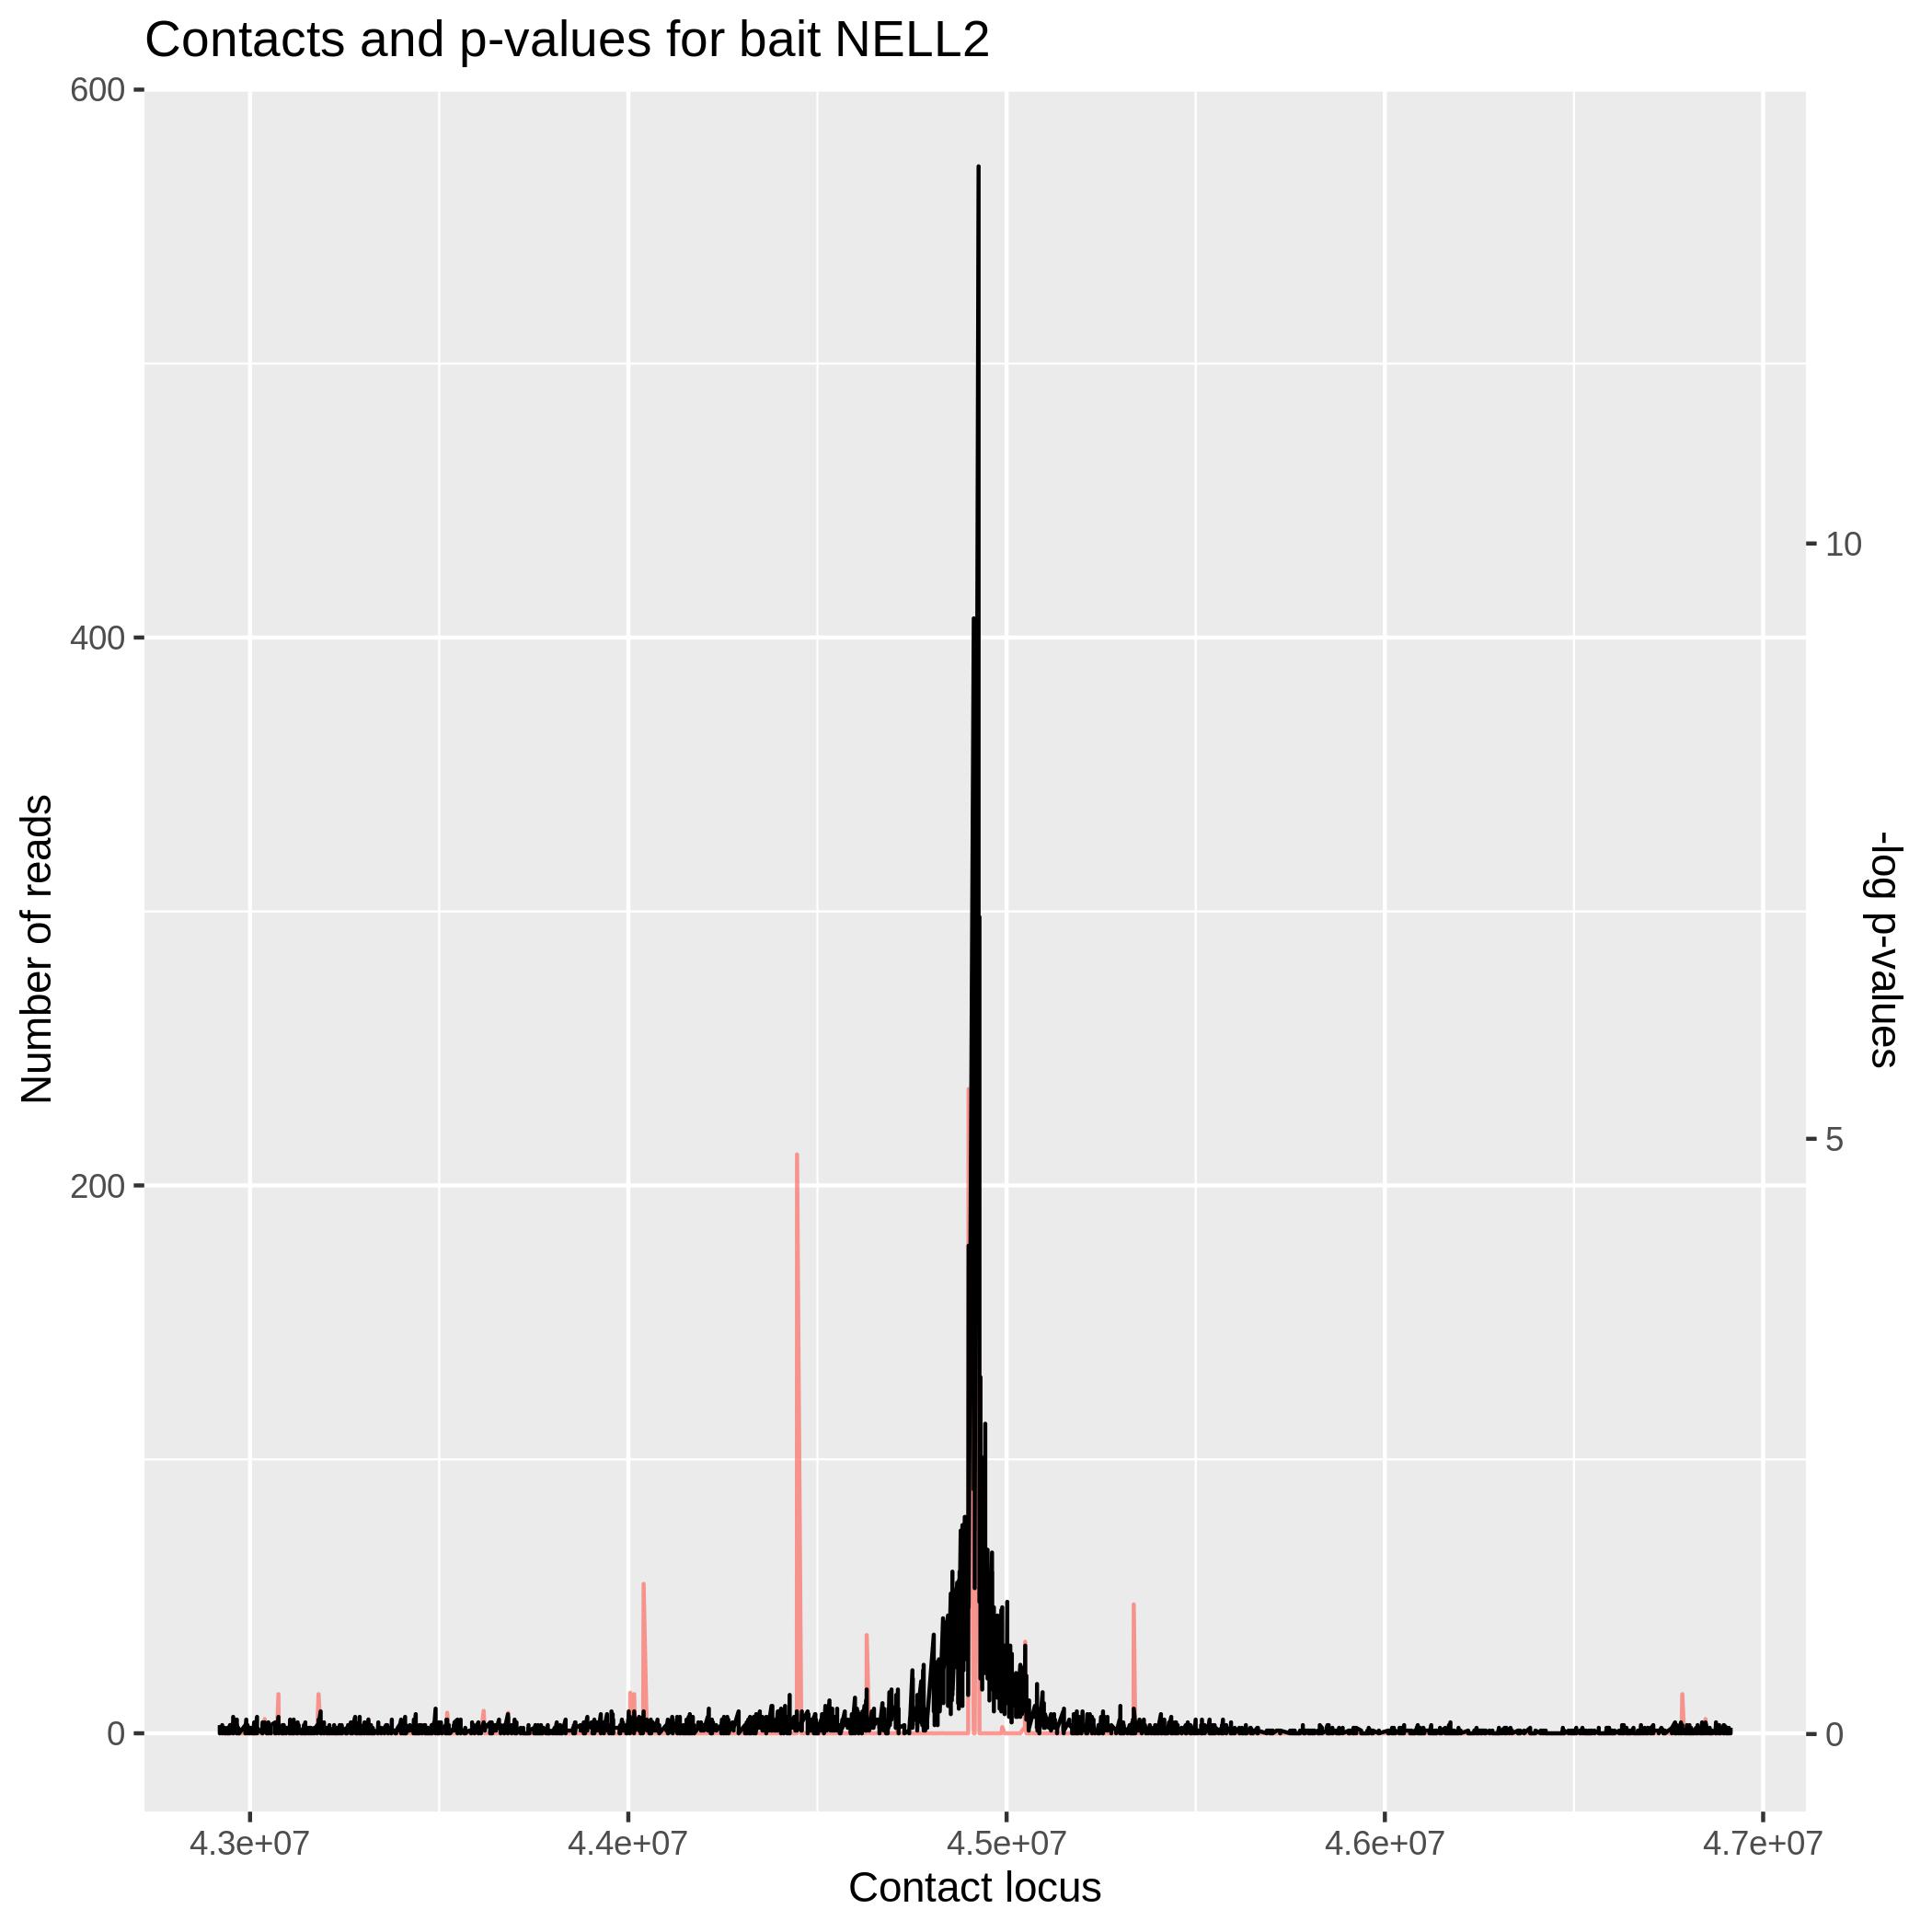 Contacts and p-values for bait NELL2
600
400
200
0
Number of reads
10
5
0
-log p-values
4.3e+07
4.4e+07
4.5e+07
4.6e+07
4.7e+07
Contact locus